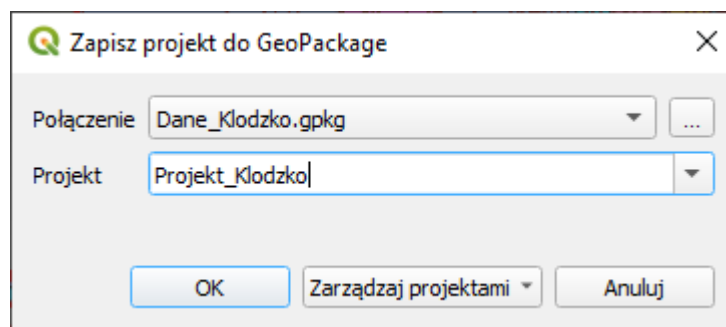 Zapisz projekt do GeoPackage
Połączenie Dane_Klodzko.gpkg ...
Projekt Projekt_Klodzko
OK Zarządzaj projektami Anuluj